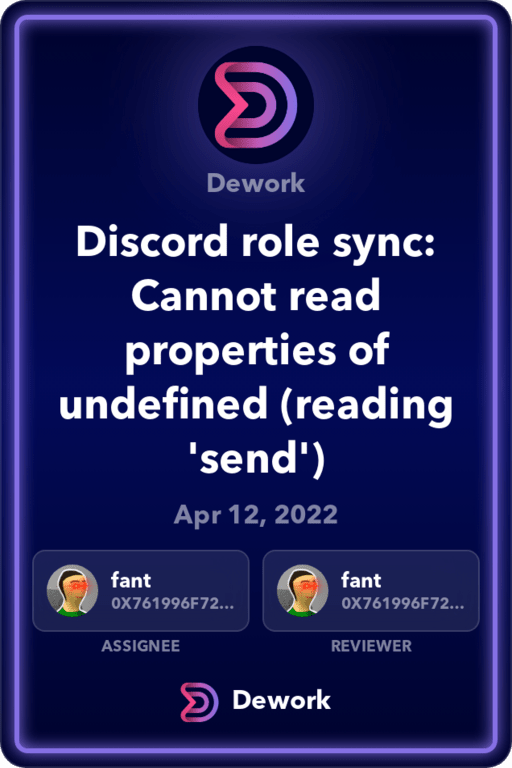 Dework
Discord role sync:
Cannot read
properties of
undefined (reading
'send')
Apr 12, 2022
fant
0X761996F72...
ASSIGNEE
fant
0X761996F72...
REVIEWER
Dework